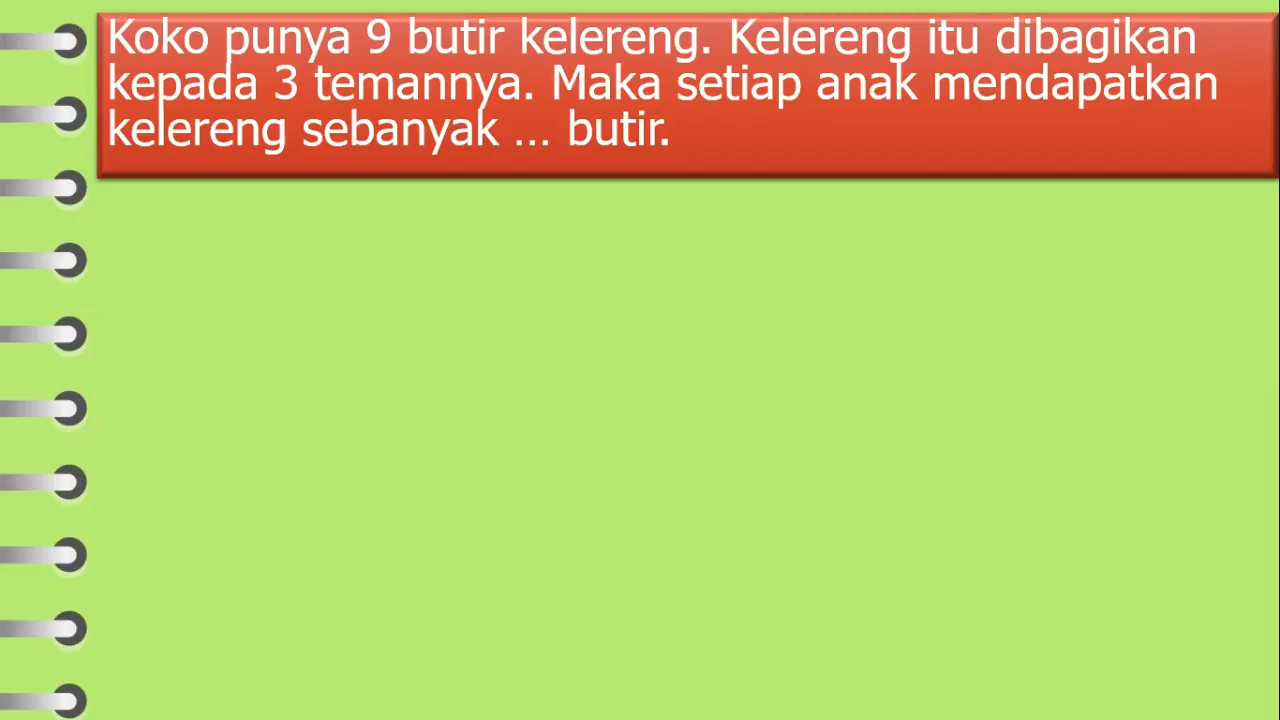 Koko punya 9 butir kelereng. Kelereng itu dibagikan
kepada 3 temannya. Maka setiap anak mendapatkan
kelereng sebanyak ... butir.